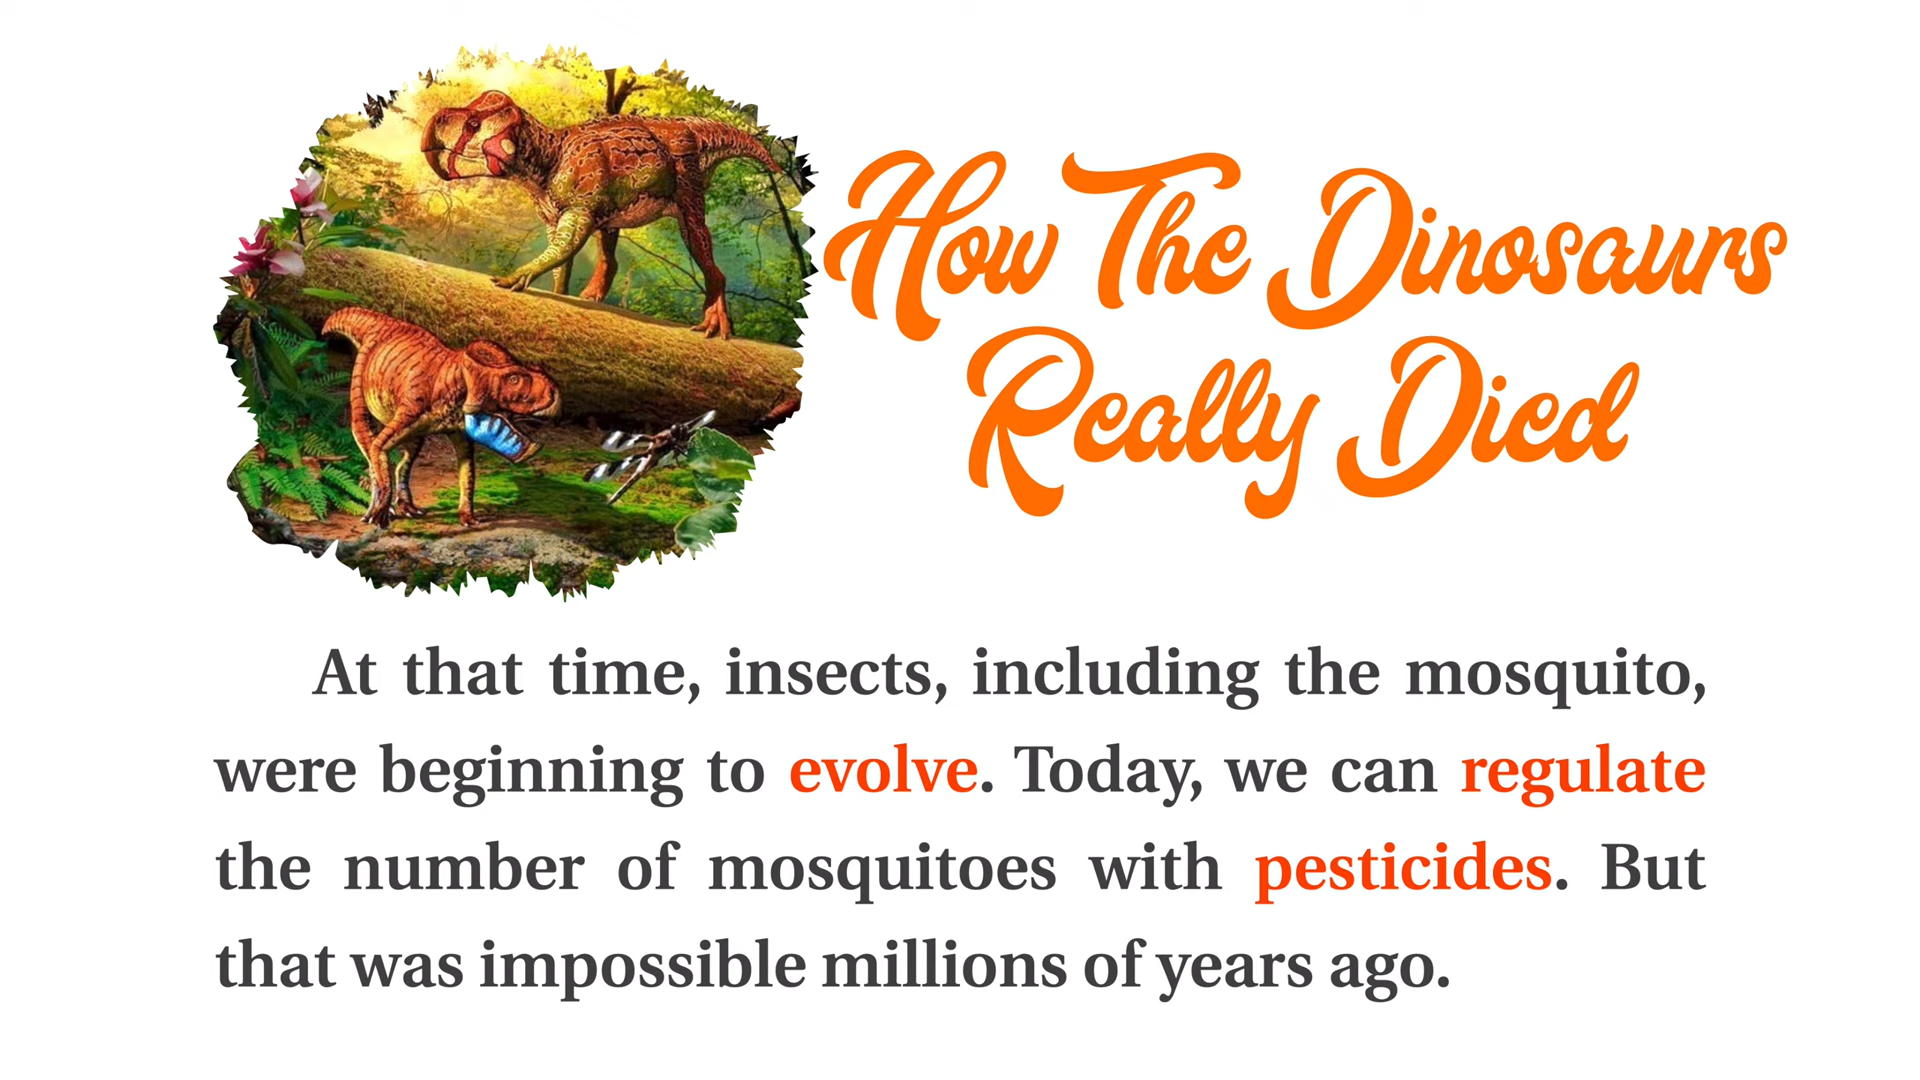 How The Dinosaurs
Really Died
At that time, insects, including the mosquito,
were beginning to evolve. Today, we can regulate
the number of mosquitoes with pesticides. But
that was impossible millions of years ago.